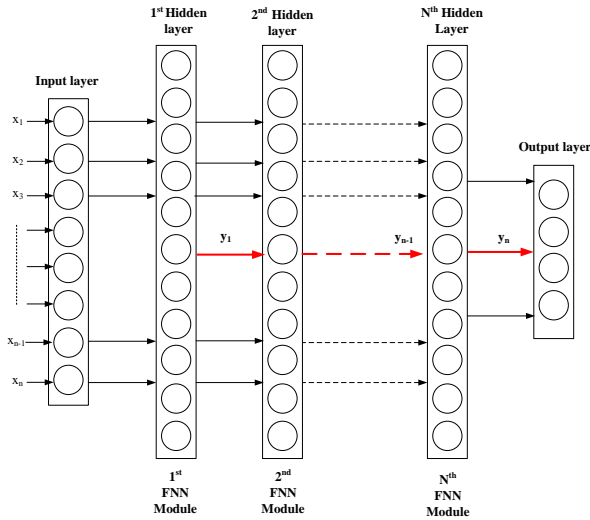 1st Hidden
layer
2nd Hidden
layer
Nth Hidden
Layer
Input layer
Output layer
x1
x2
x3
xn-1
xn
y1
yn-1
yn
1st
FNN
Module
2nd
FNN
Module
Nth
FNN
Module